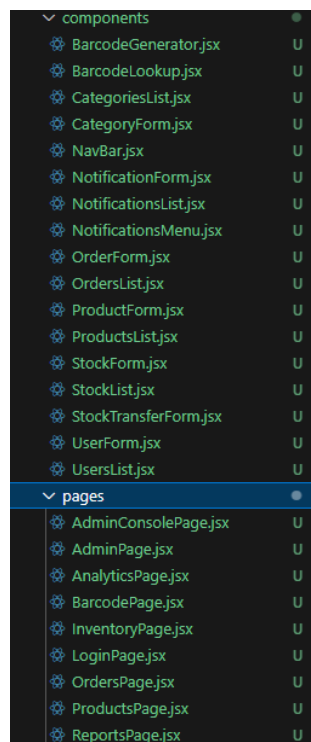 components
BarcodeGenerator.jsx U
BarcodeLookup.jsx U
CategoriesList.jsx U
CategoryForm.jsx U
NavBar.jsx U
NotificationForm.jsx U
NotificationsList.jsx U
NotificationsMenu.jsx U
OrderForm.jsx U
OrdersList.jsx U
ProductForm.jsx U
ProductsList.jsx U
StockForm.jsx U
StockList.jsx U
StockTransferForm.jsx U
UserForm.jsx U
UsersList.jsx U
pages
AdminConsolePage.jsx U
AdminPage.jsx U
AnalyticsPage.jsx U
BarcodePage.jsx U
InventoryPage.jsx U
LoginPage.jsx U
OrdersPage.jsx U
ProductsPage.jsx U
ReportsPage.jsx U